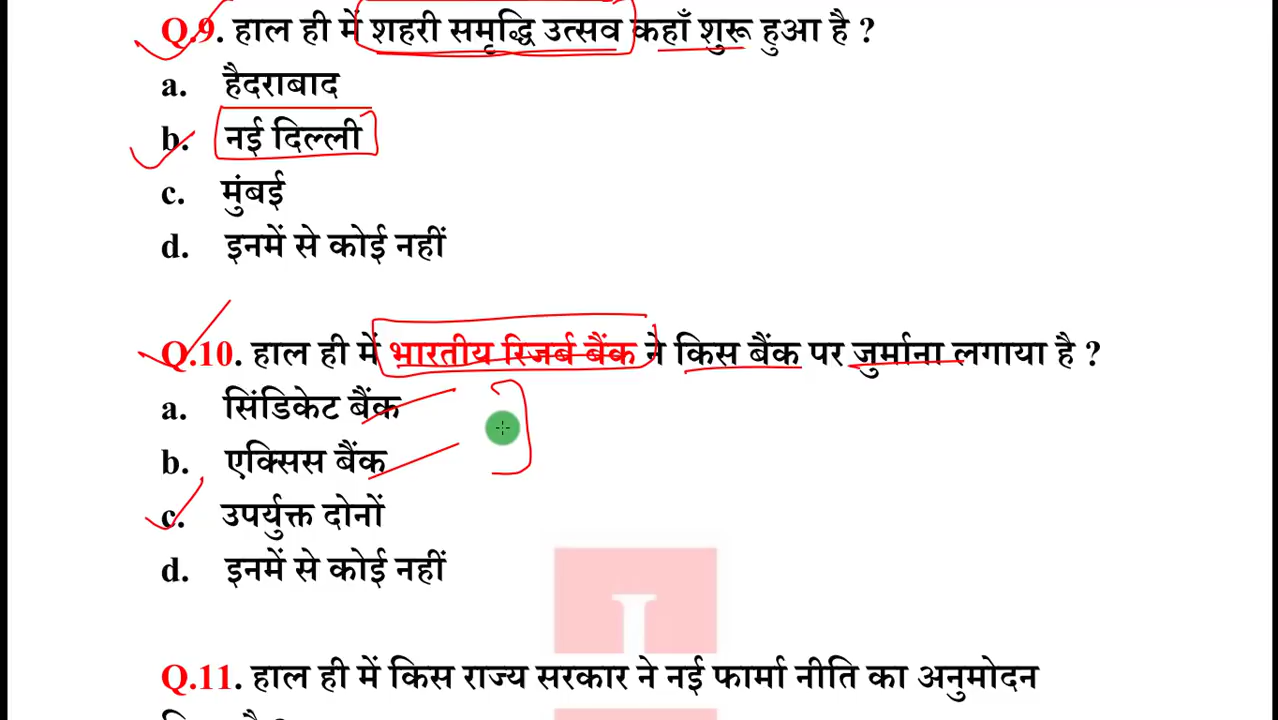 Q.9. हाल ही में शहरी समृद्धि उत्सव कहाँ शुरू हुआ है ?
a. हैदराबाद
b. नई दिल्ली
c. मुंबई
d. इनमें से कोई नहीं
Q.10. हाल ही में भारतीय रिजर्ब बैंक ने किस बैंक पर जुर्माना लगाया है ?
a. सिंडिकेट बैंक
b. एक्सिस बैंक
c. उपर्युक्त दोनों
d. इनमें से कोई नहीं
Q.11. हाल ही में किस राज्य सरकार ने नई फार्मा नीति का अनुमोदन